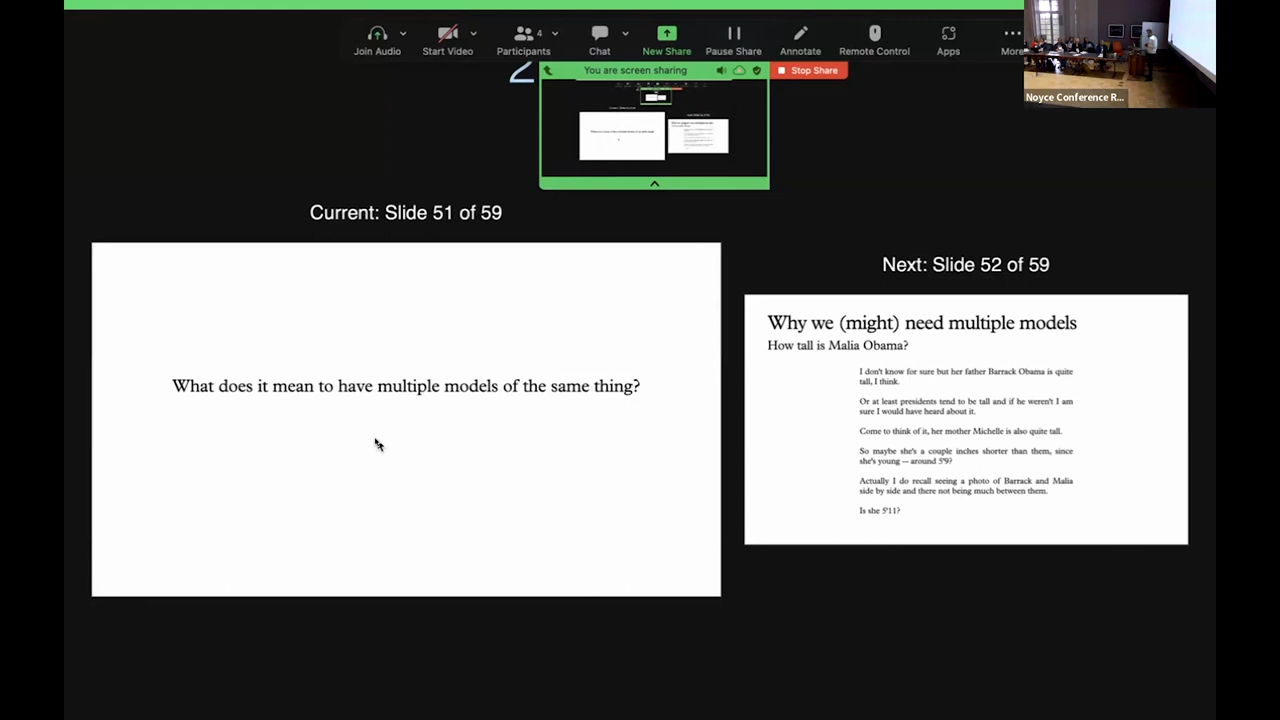 Join Audio
Start Video
4
Participants
Chat
New Share
Pause Share
Annotate
Remote Control
Apps
More
You are screen sharing
Stop Share
Noyce Conference R...
Current: Slide 51 of 59
What does it mean to have multiple models of the same thing?
Next: Slide 52 of 59
Why we (might) need multiple models
How tall is Malia Obama?
I don't know for sure but her father Barrack Obama is quite
tall, I think.
Or at least presidents tend to be tall and if he weren't I am
sure I would have heard about it.
Come to think of it, her mother Michelle is also quite tall.
So maybe she's a couple inches shorter than them, since
she's young -- around 5'9?
Actually I do recall seeing a photo of Barrack and Malia
side by side and there not being much between them.
Is she 5'11?